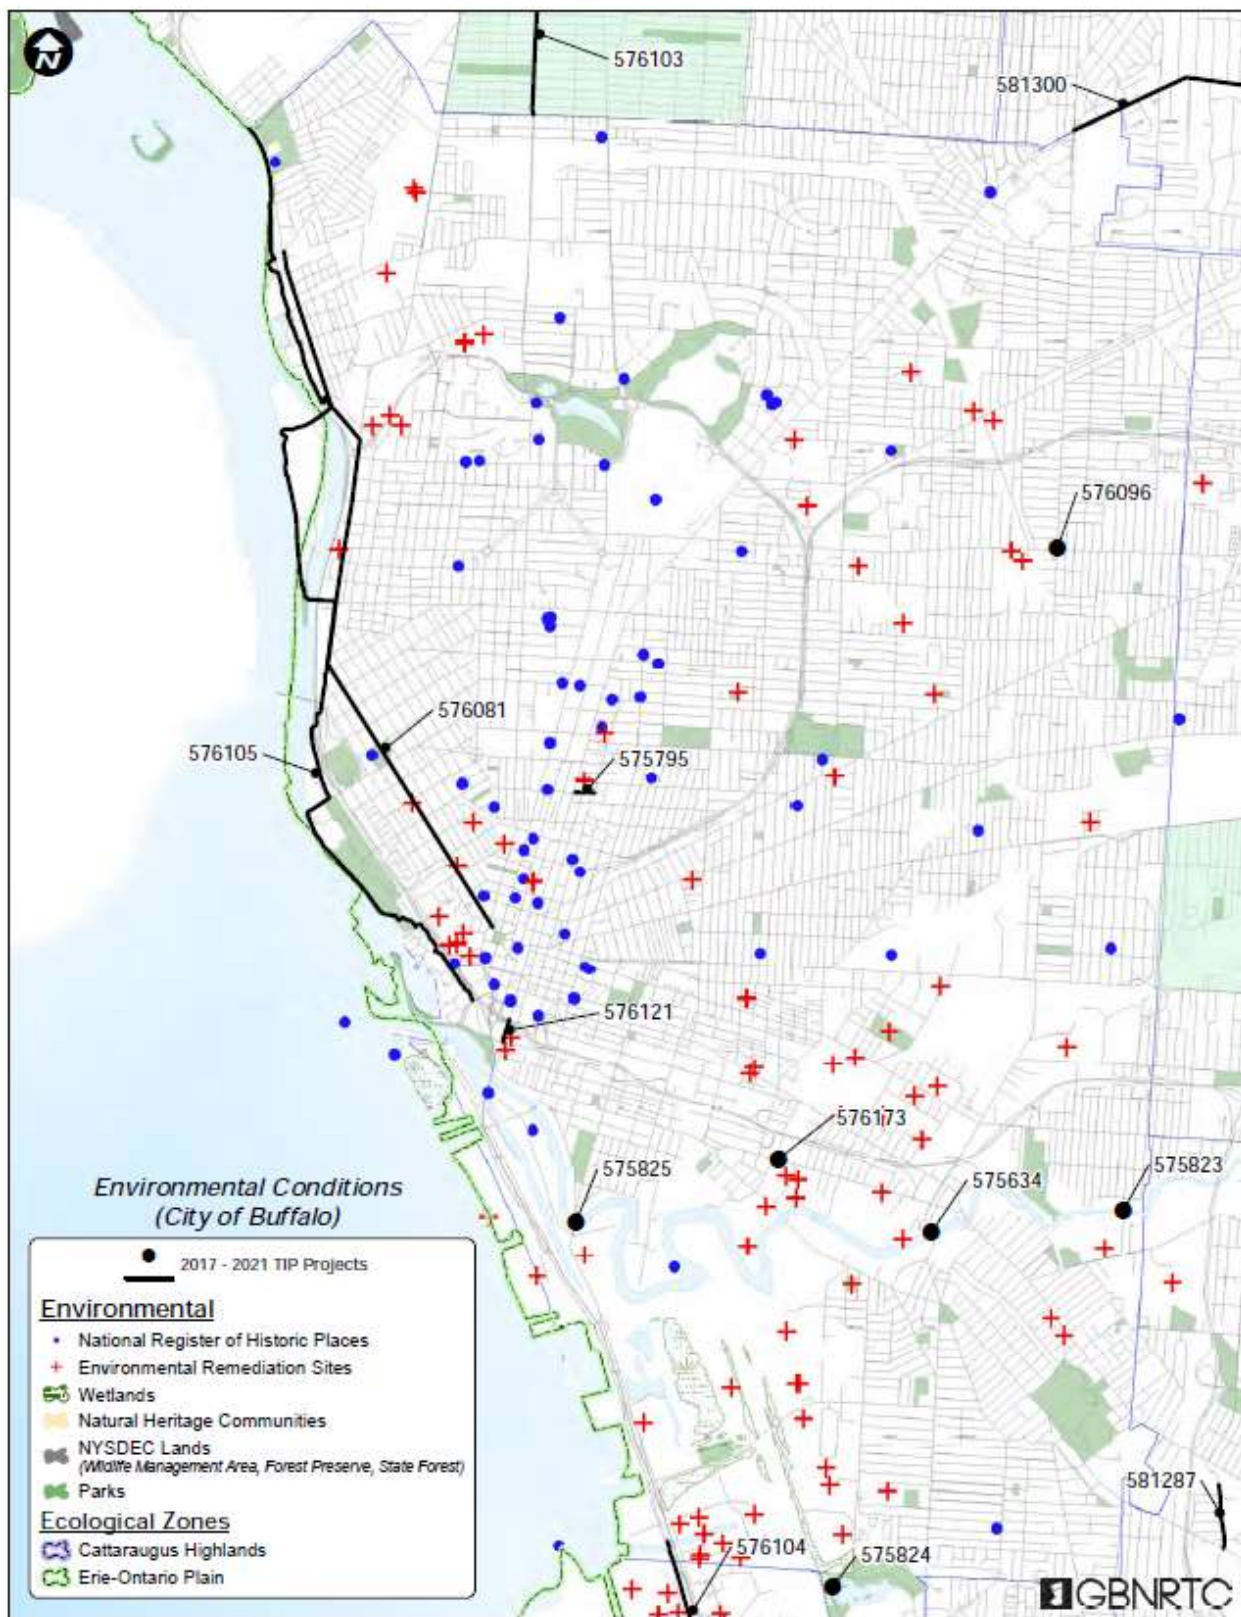 N
576103
581300
576096
576081
576105
575795
576121
576173
575825
575634
575823
Environmental Conditions
(City of Buffalo)
2017 - 2021 TIP Projects
Environmental
National Register of Historic Places
Environmental Remediation Sites
Wetlands
Natural Heritage Communities
NYSDEC Lands
(Wildlife Management Area, Forest Preserve, State Forest)
Parks
Ecological Zones
Cattaraugus Highlands
Erie-Ontario Plain
581287
576104
575824
GBNRTC